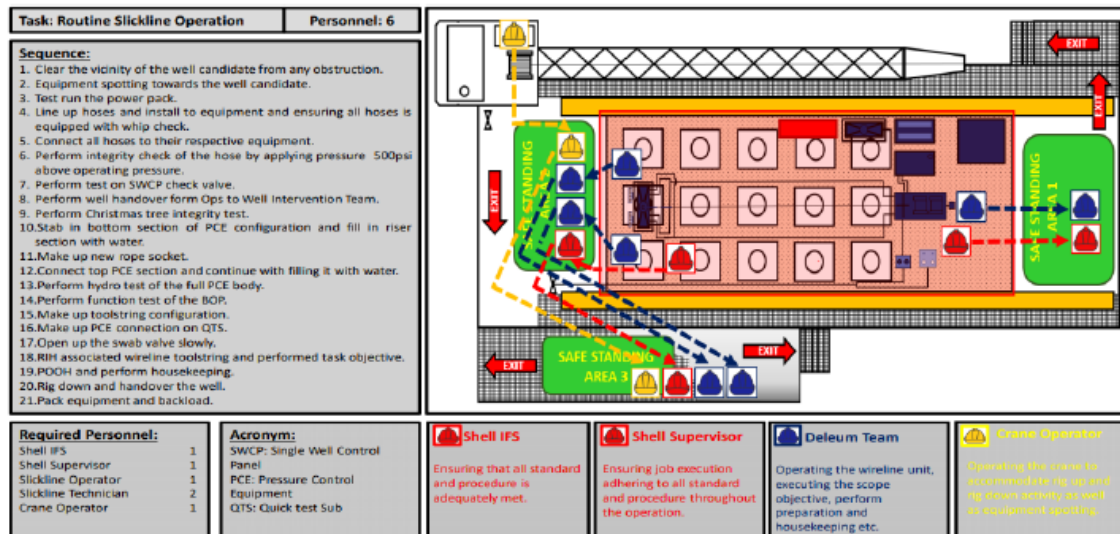 Task: Routine Slickline Operation
Personnel: 6
Sequence:
1. Clear the vicinity of the well candidate from any obstruction.
2. Equipment spotting towards the well candidate.
3. Test run the power pack.
4. Line up hoses and install to equipment and ensuring all hoses is
equipped with whip check.
5. Connect all hoses to their respective equipment.
6. Perform integrity check of the hose by applying pressure 500psi
above operating pressure.
7. Perform test on SWCP check valve.
8. Perform well handover form Ops to Well Intervention Team.
9. Perform Christmas tree integrity test.
10.Stab in bottom section of PCE configuration and fill in riser
section with water.
11.Make up new rope socket.
12.Connect top PCE section and continue with filling it with water.
13.Perform hydro test of the full PCE body.
14.Perform function test of the BOP.
15.Make up toolstring configuration.
16.Make up PCE connection on QTS.
17.Open up the swab valve slowly.
18.RIH associated wireline toolstring and performed task objective.
19.POOH and perform housekeeping.
20.Rig down and handover the well.
21.Pack equipment and backload.
EXIT
EXIT
EXIT
SAFE STANDING
AREA 2
SAFE STANDING
AREA 1
EXIT
SAFE STANDING
AREA 3
EXIT
Required Personnel:
Shell IFS 1
Shell Supervisor 1
Slickline Operator 1
Slickline Technician 2
Crane Operator 1
Acronym:
SWCP: Single Well Control
Panel
PCE: Pressure Control
Equipment
QTS: Quick test Sub
Shell IFS
Ensuring that all standard
and procedure is
adequately met.
Shell Supervisor
Ensuring job execution
adhering to all standard
and procedure throughout
the operation.
Deleum Team
Operating the wireline unit,
executing the scope
objective, perform
preparation and
housekeeping etc.
Crane Operator
Operating the crane to
accommodate rig up and
rig down activity as well
as equipment spotting.